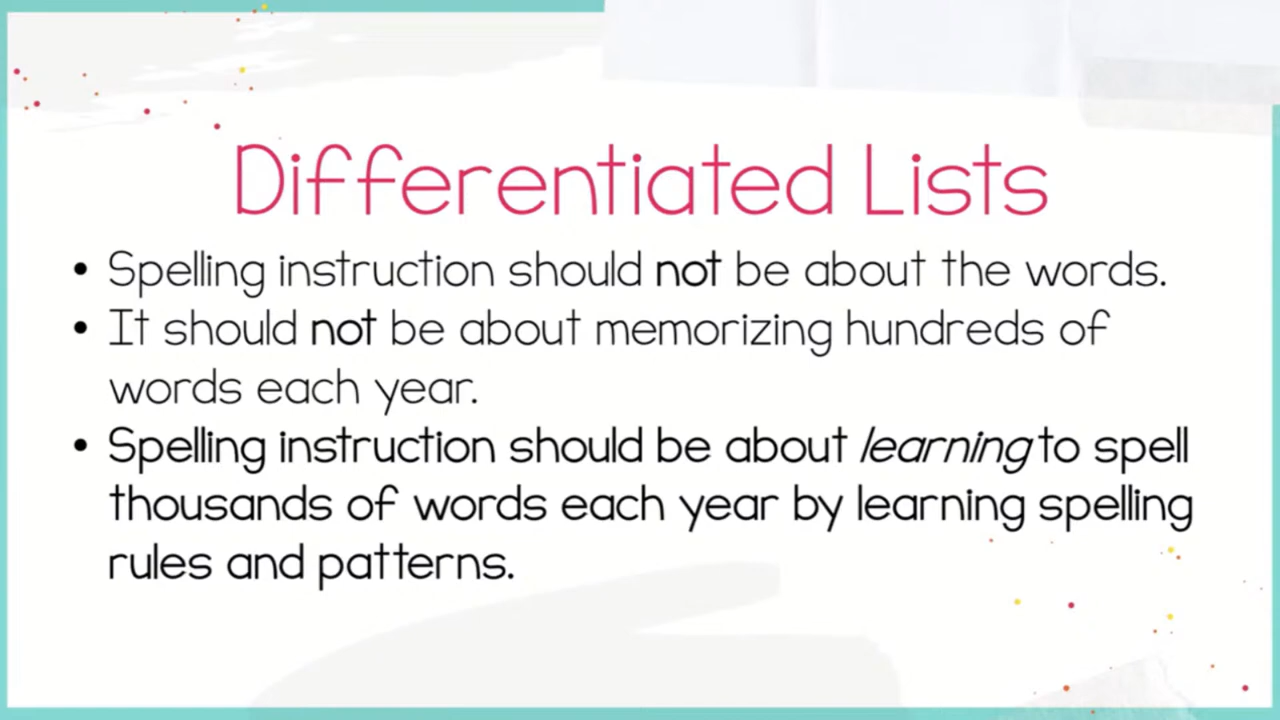 Differentiated Lists
• Spelling instruction should not be about the words.
• It should not be about memorizing hundreds of
words each year.
• Spelling instruction should be about learning to spell
thousands of words each year by learning spelling
rules and patterns.